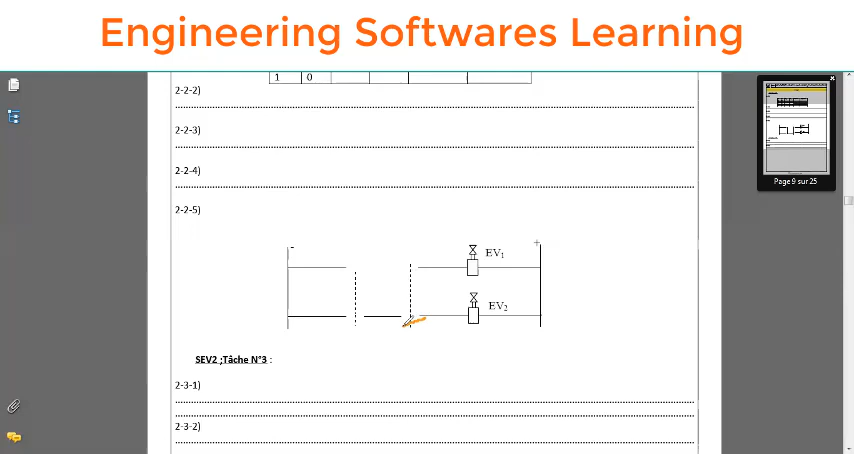 Engineering Softwares Learning
1 0
2-2-2)
2-2-3)
2-2-4)
2-2-5)
- +
EV1
EV2
SEV2 ;Tâche N°3 :
2-3-1)
2-3-2)
Page 9 sur 25